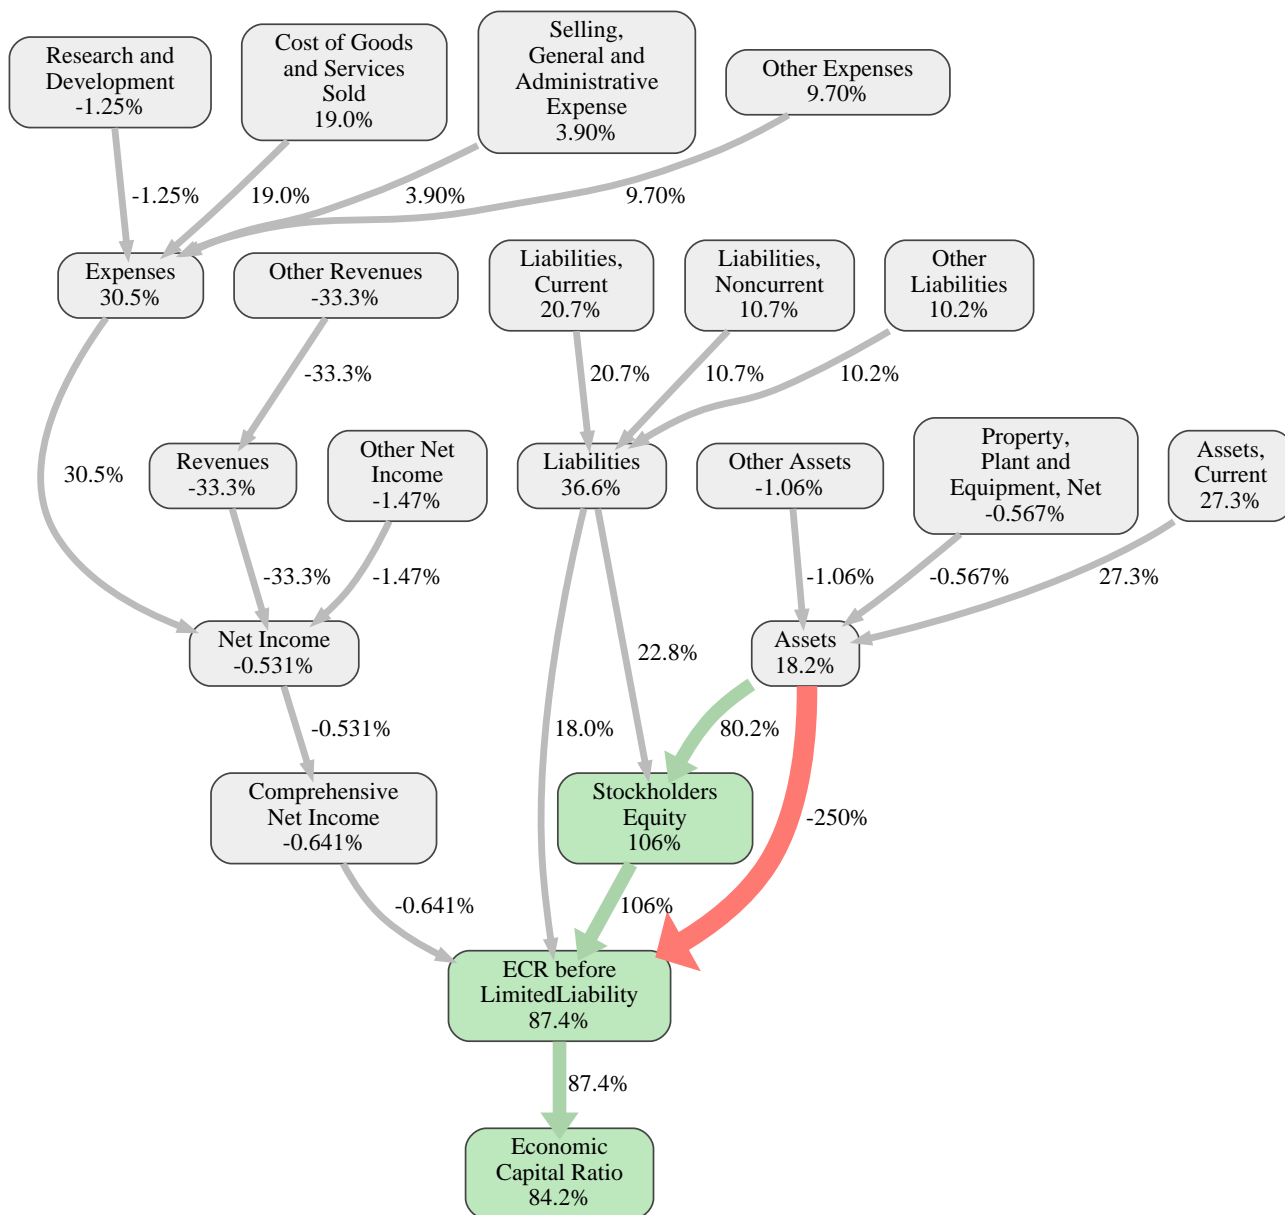 Research and
Development
-1.25%
Cost of Goods
and Services
Sold
19.0%
Selling,
General and
Administrative
Expense
3.90%
Other Expenses
9.70%
-1.25%
19.0%
3.90%
9.70%
Expenses
30.5%
Other Revenues
-33.3%
Liabilities,
Current
20.7%
Liabilities,
Noncurrent
10.7%
Other
Liabilities
10.2%
-33.3%
20.7%
10.7%
10.2%
30.5%
Revenues
-33.3%
Other Net
Income
-1.47%
Liabilities
36.6%
Other Assets
-1.06%
Property,
Plant and
Equipment, Net
-0.567%
Assets,
Current
27.3%
-33.3%
-1.47%
-1.06%
-0.567%
27.3%
Net Income
-0.531%
22.8%
Assets
18.2%
-0.531%
18.0%
80.2%
Comprehensive
Net Income
-0.641%
Stockholders
Equity
106%
-250%
-0.641%
106%
ECR before
LimitedLiability
87.4%
87.4%
Economic
Capital Ratio
84.2%